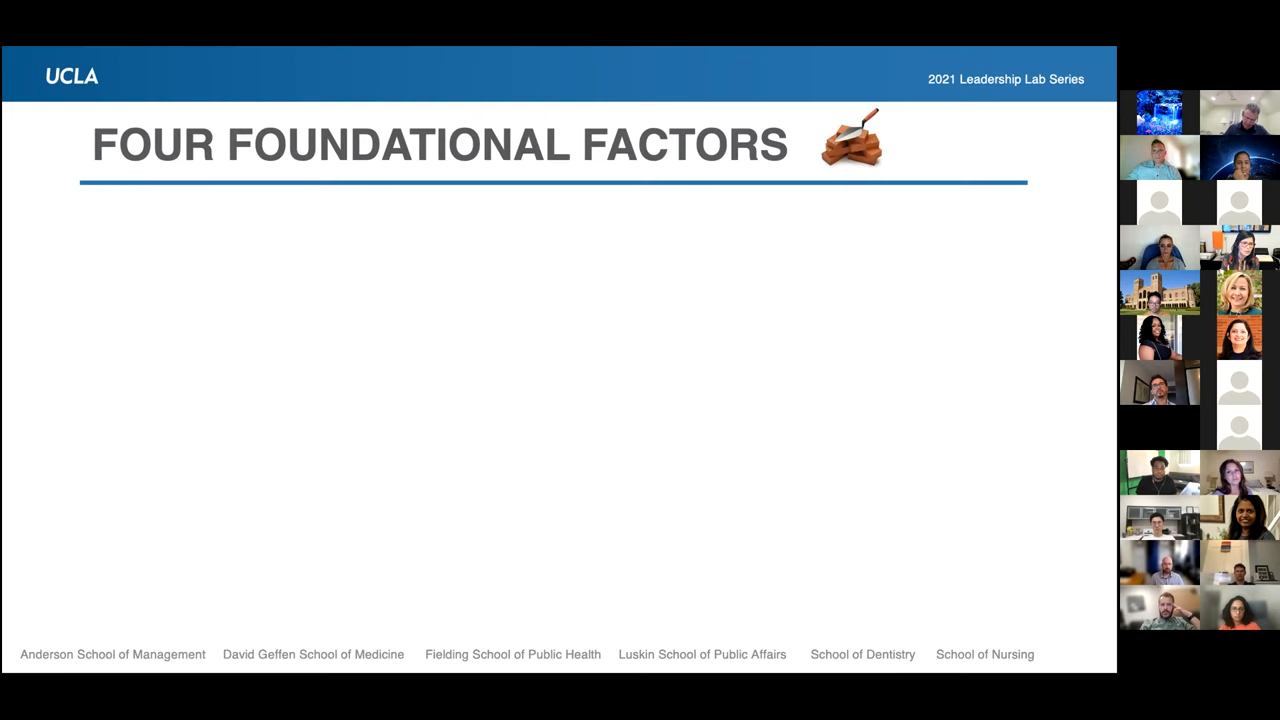 UCLA
2021 Leadership Lab Series
FOUR FOUNDATIONAL FACTORS
Anderson School of Management David Geffen School of Medicine Fielding School of Public Health Luskin School of Public Affairs School of Dentistry School of Nursing